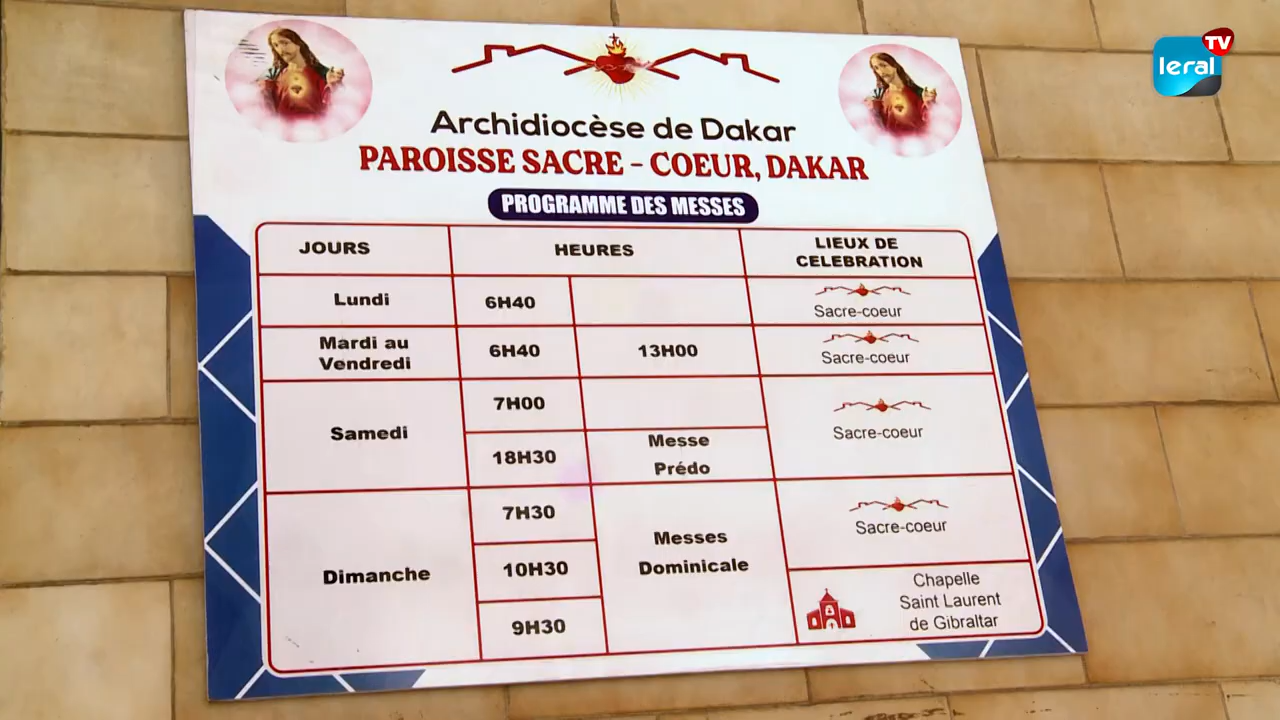 leral TV
Archidiocèse de Dakar
PAROISSE SACRE - COEUR, DAKAR
PROGRAMME DES MESSES
JOURS HEURES LIEUX DE
CELEBRATION
Lundi 6H40 Sacre-coeur
Mardi au
Vendredi 6H40 13H00 Sacre-coeur
Samedi 7H00 Sacre-coeur
18H30 Messe
Prédo
Dimanche 7H30 Messes
Dominicale Sacre-coeur
10H30
9H30 Chapelle
Saint Laurent
de Gibraltar